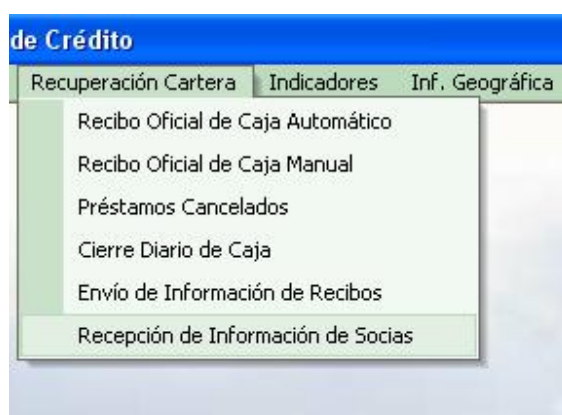 de Crédito
Recuperación Cartera Indicadores Inf. Geográfica
Recibo Oficial de Caja Automático
Recibo Oficial de Caja Manual
Préstamos Cancelados
Cierre Diario de Caja
Envío de Información de Recibos
Recepción de Información de Socias